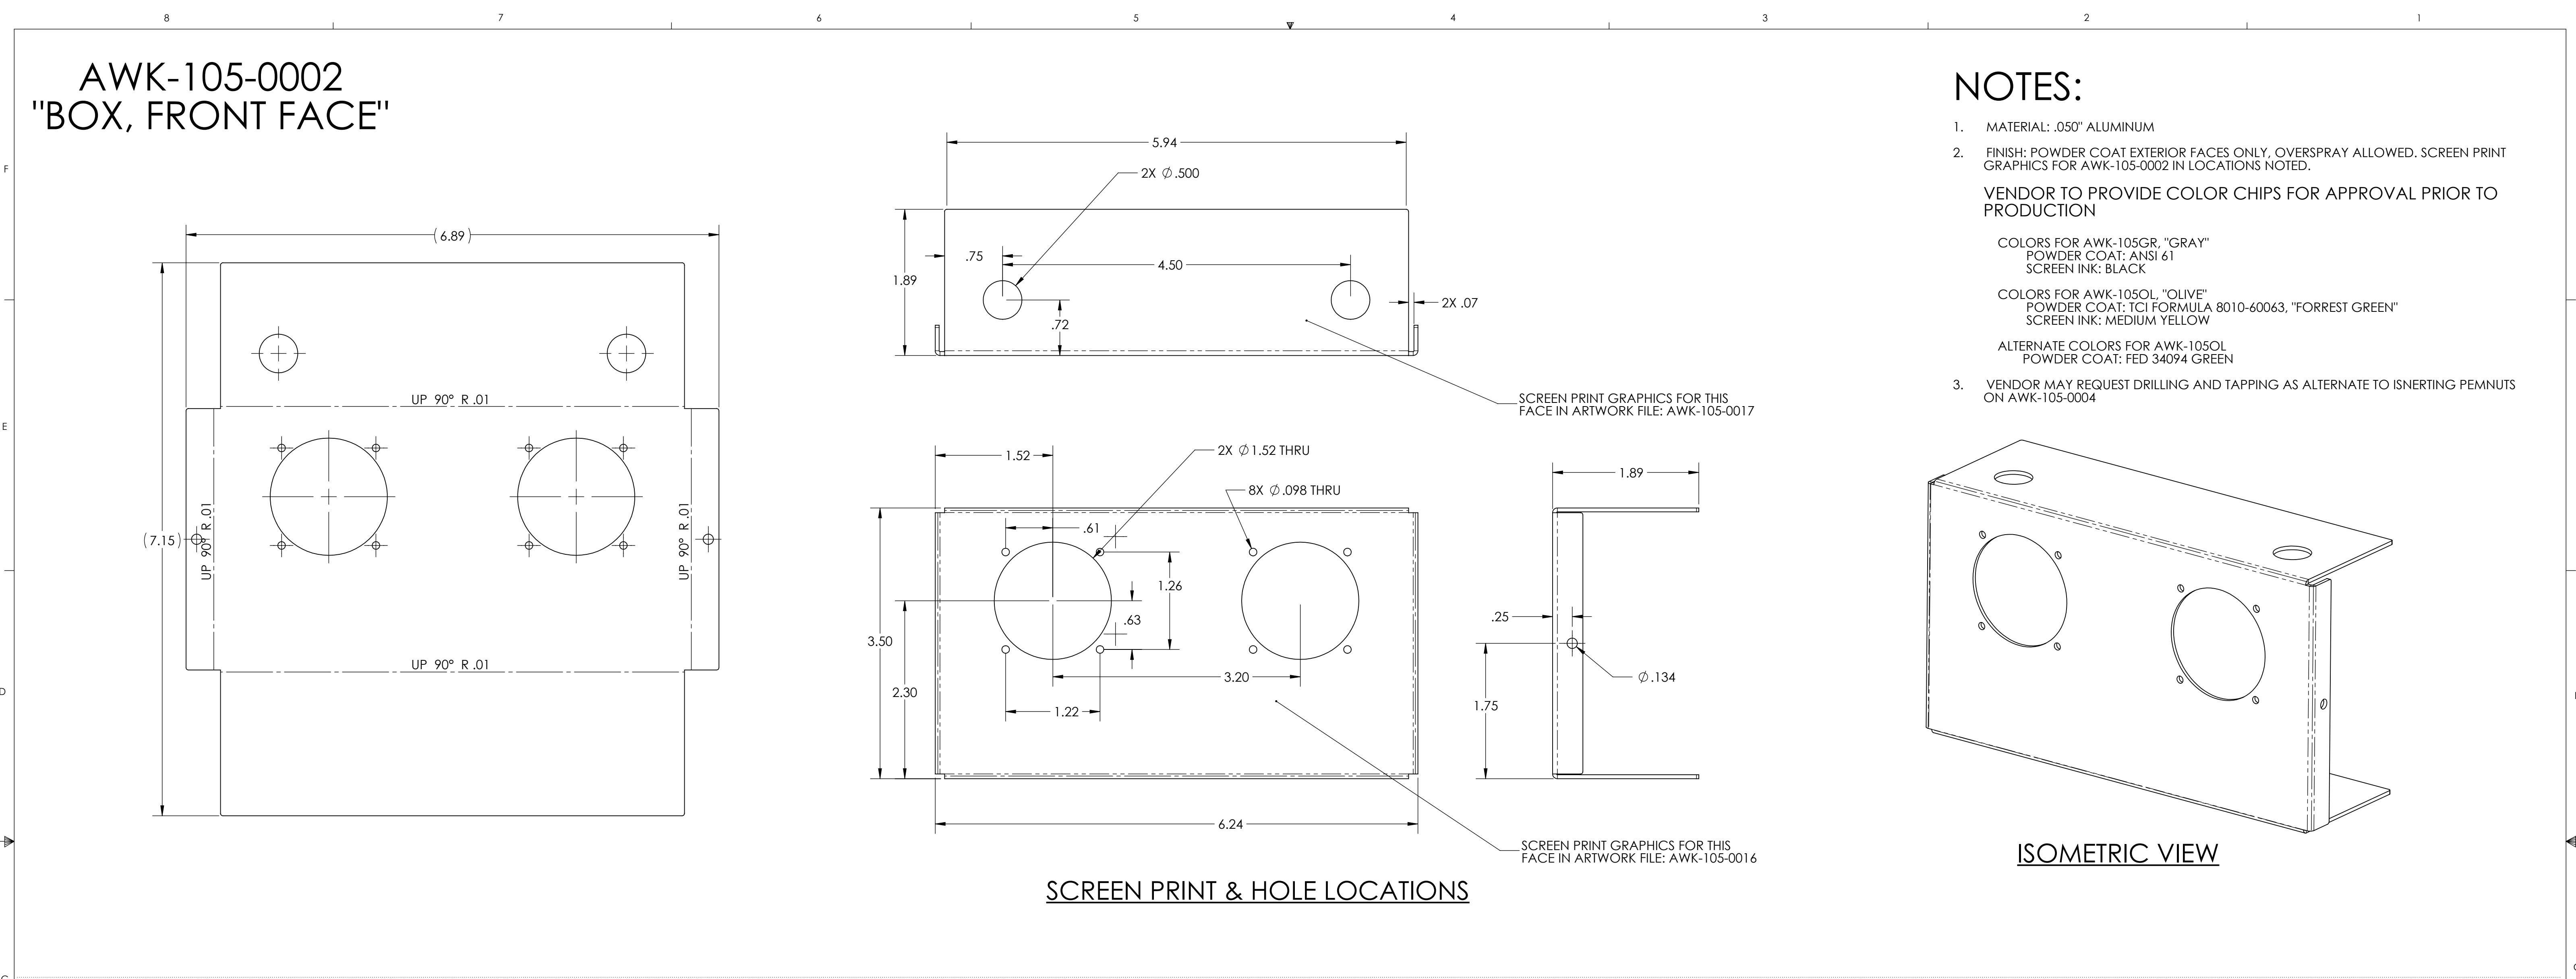 8 7 6 5 4 3 2 1
F
E
D
AWK-105-0002
"BOX, FRONT FACE"
(6.89)
(7.15)
UP 90° R .01
UP 90° R .01
UP 90° R .01
UP 90° R .01
5.94
2X ∅.500
.75
4.50
1.89
.72
2X .07
SCREEN PRINT GRAPHICS FOR THIS
FACE IN ARTWORK FILE: AWK-105-0017
1.52
2X ∅1.52 THRU
8X ∅.098 THRU
.61
1.26
.63
3.50
2.30
3.20
1.22
6.24
SCREEN PRINT GRAPHICS FOR THIS
FACE IN ARTWORK FILE: AWK-105-0016
1.89
.25
1.75
∅.134
SCREEN PRINT & HOLE LOCATIONS
NOTES:
1. MATERIAL: .050" ALUMINUM
2. FINISH: POWDER COAT EXTERIOR FACES ONLY, OVERSPRAY ALLOWED. SCREEN PRINT
GRAPHICS FOR AWK-105-0002 IN LOCATIONS NOTED.
VENDOR TO PROVIDE COLOR CHIPS FOR APPROVAL PRIOR TO
PRODUCTION
COLORS FOR AWK-105GR, "GRAY"
POWDER COAT: ANSI 61
SCREEN INK: BLACK
COLORS FOR AWK-105OL, "OLIVE"
POWDER COAT: TCI FORMULA 8010-60063, "FORREST GREEN"
SCREEN INK: MEDIUM YELLOW
ALTERNATE COLORS FOR AWK-105OL
POWDER COAT: FED 34094 GREEN
3. VENDOR MAY REQUEST DRILLING AND TAPPING AS ALTERNATE TO ISNERTING PEMNUTS
ON AWK-105-0004
ISOMETRIC VIEW